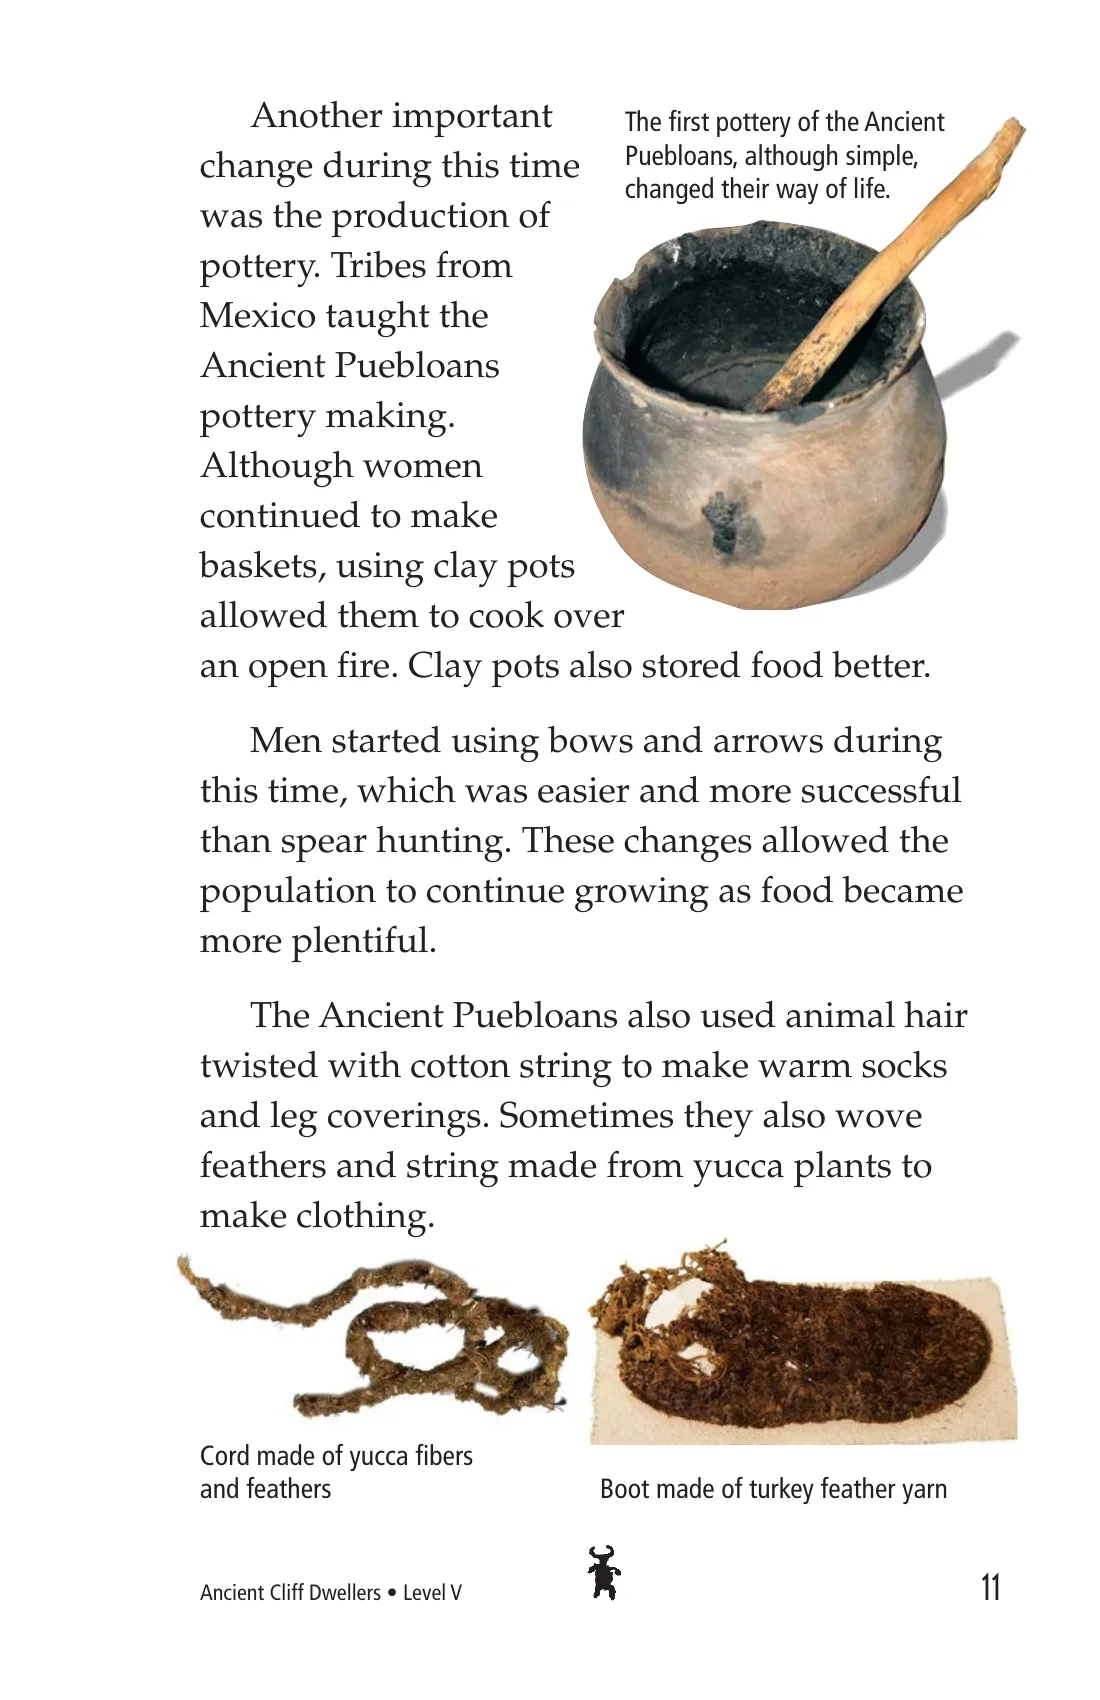 Another important
change during this time
was the production of
pottery. Tribes from
Mexico taught the
Ancient Puebloans
pottery making.
Although women
continued to make
baskets, using clay pots
allowed them to cook over
an open fire. Clay pots also stored food better.
The first pottery of the Ancient
Puebloans, although simple,
changed their way of life.
Men started using bows and arrows during
this time, which was easier and more successful
than spear hunting. These changes allowed the
population to continue growing as food became
more plentiful.
The Ancient Puebloans also used animal hair
twisted with cotton string to make warm socks
and leg coverings. Sometimes they also wove
feathers and string made from yucca plants to
make clothing.
Cord made of yucca fibers
and feathers
Boot made of turkey feather yarn
Ancient Cliff Dwellers • Level V
11